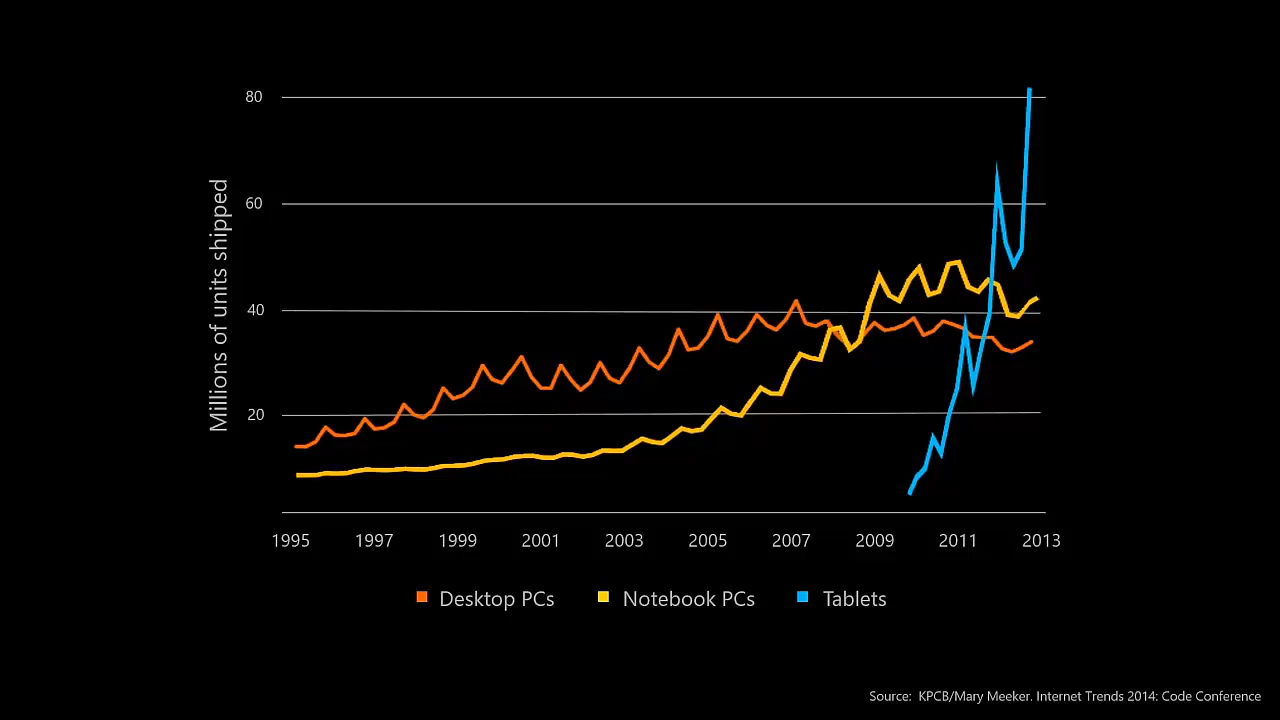 80
60
40
20
Millions of units shipped
1995 1997 1999 2001 2003 2005 2007 2009 2011 2013
Desktop PCs Notebook PCs Tablets
Source: KPCB/Mary Meeker. Internet Trends 2014: Code Conference